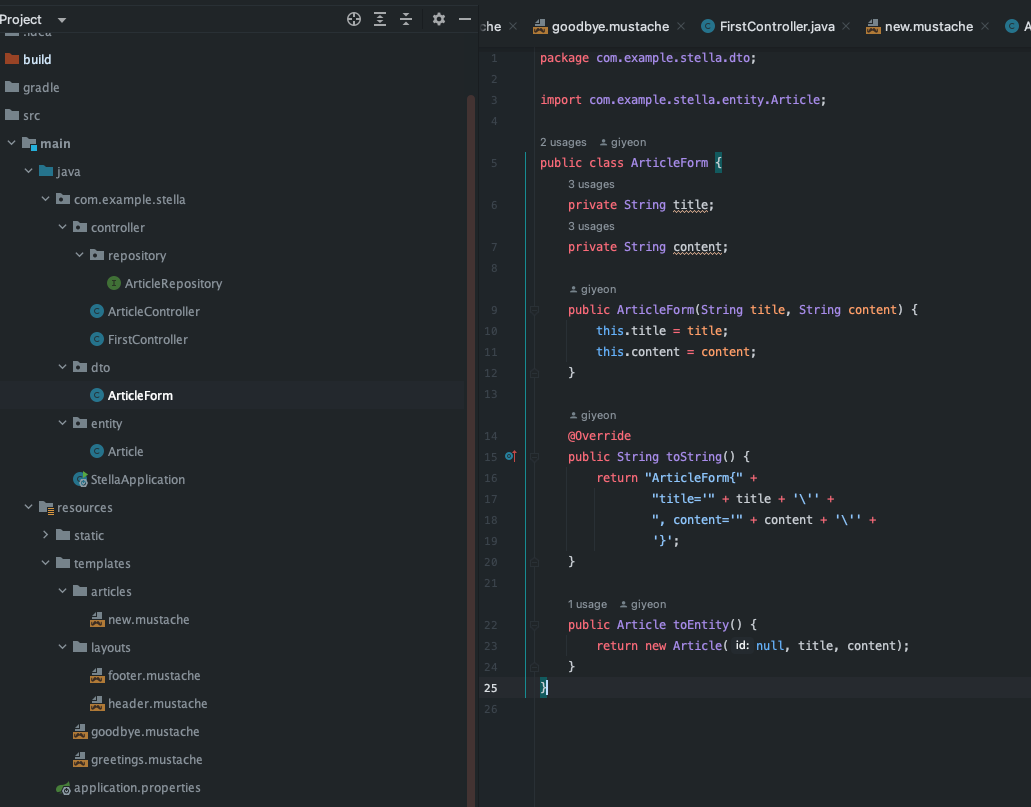 Project
.idea
build
gradle
src
main
java
com.example.stella
controller
repository
ArticleRepository
ArticleController
FirstController
dto
ArticleForm
entity
Article
StellaApplication
resources
static
templates
articles
new.mustache
layouts
footer.mustache
header.mustache
goodbye.mustache
greetings.mustache
application.properties
che goodbye.mustache FirstController.java new.mustache A
1 package com.example.stella.dto;
2
3 import com.example.stella.entity.Article;
4
2 usages giyeon
5 public class ArticleForm {
3 usages
6 private String title;
3 usages
7 private String content;
8
giyeon
9 public ArticleForm(String title, String content) {
10 this.title = title;
11 this.content = content;
12 }
13
giyeon
14 @Override
15 public String toString() {
16 return "ArticleForm{" +
17 "title='" + title + '\'' +
18 ", content='" + content + '\'' +
19 '}';
20 }
21
1 usage giyeon
22 public Article toEntity() {
23 return new Article( id: null, title, content);
24 }
25 }
26